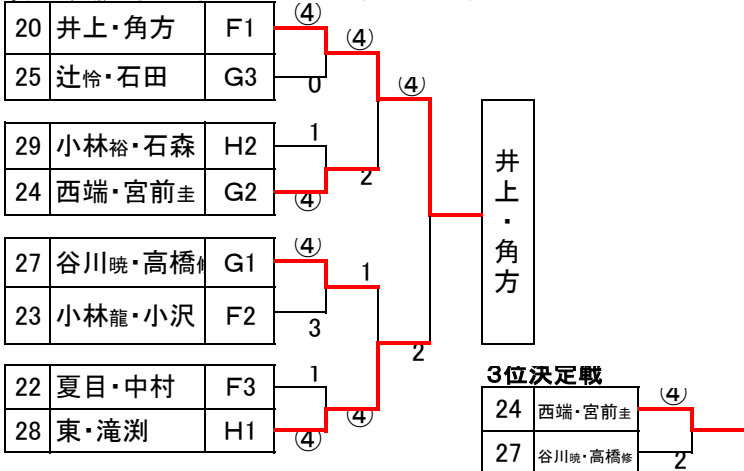 20 井上・角方 F1 ④
④
25 辻怜・石田 G3 0
④
29 小林裕・石森 H2 1
2
24 西端・宮前圭 G2 ④
井上・角方
27 谷川暁・高橋修 G1 ④
1
23 小林龍・小沢 F2 3
2
22 夏目・中村 F3 1
④
28 東・滝渕 H1 ④
3位決定戦
24 西端・宮前圭 ④
27 谷川暁・高橋修 2